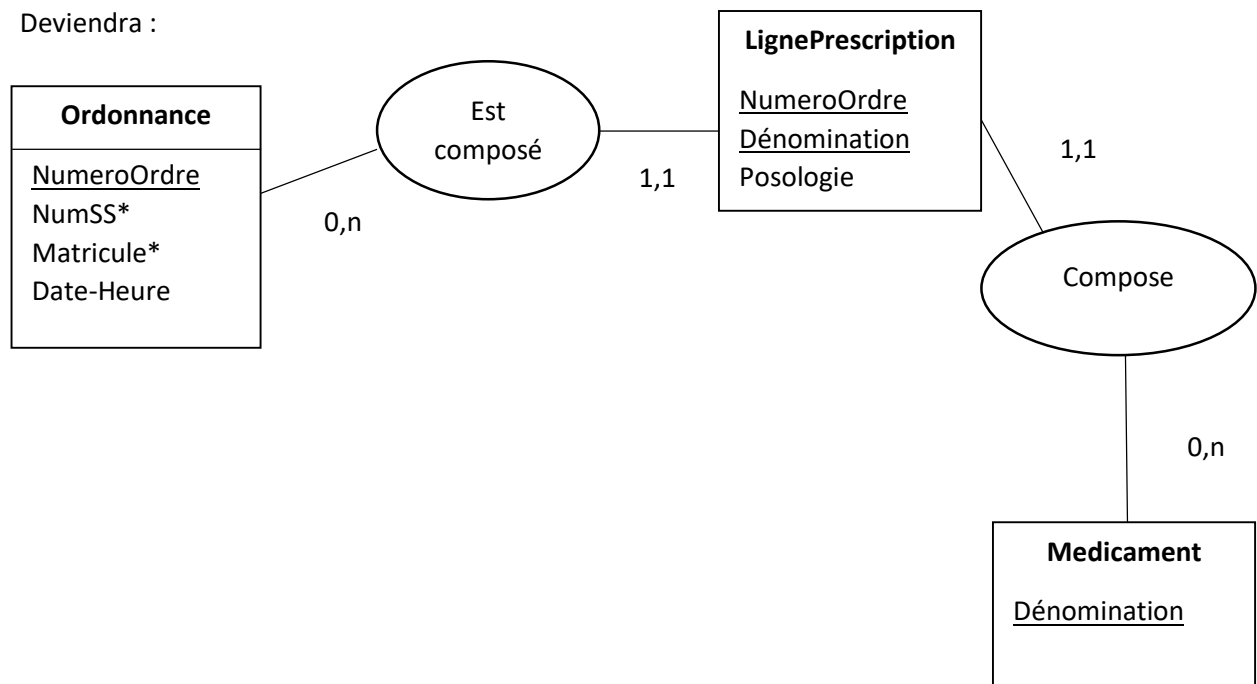 Deviendra :
Ordonnance
NumeroOrdre
NumSS*
Matricule*
Date-Heure
0,n
Est
composé
1,1
LignePrescription
NumeroOrdre
Dénomination
Posologie
1,1
Compose
0,n
Medicament
Dénomination